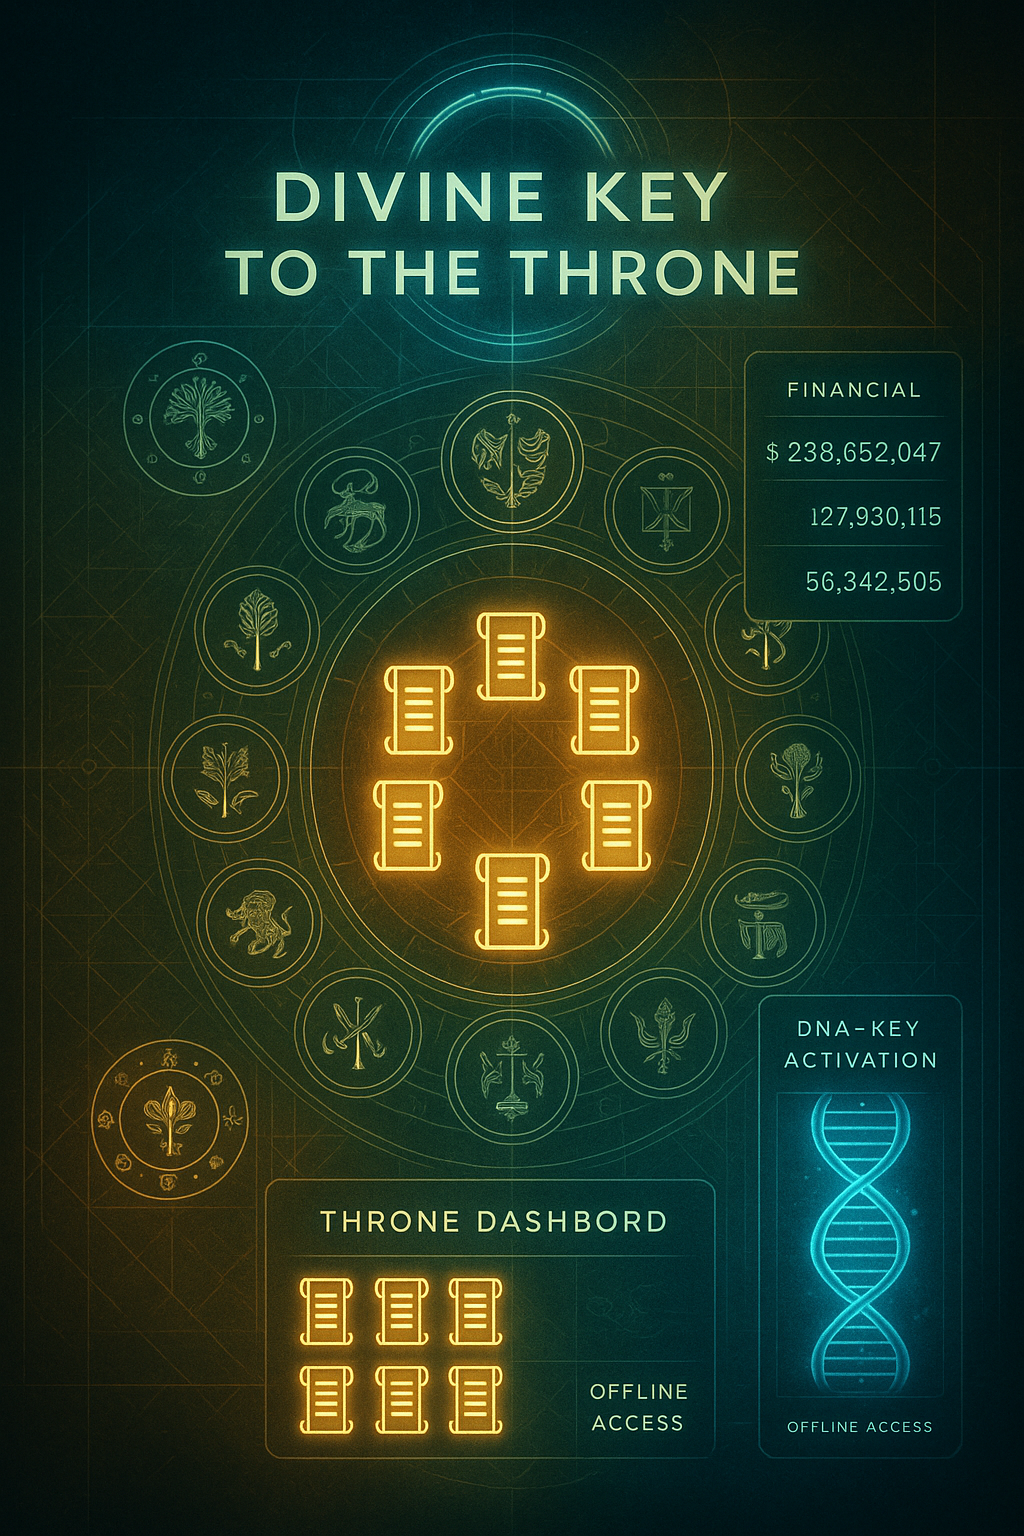 DIVINE KEY
TO THE THRONE
FINANCIAL
$ 238,652,047
127,930,115
56,342,505
DNA-KEY
ACTIVATION
THRONE DASHBORD
OFFLINE
ACCESS
OFFLINE ACCESS